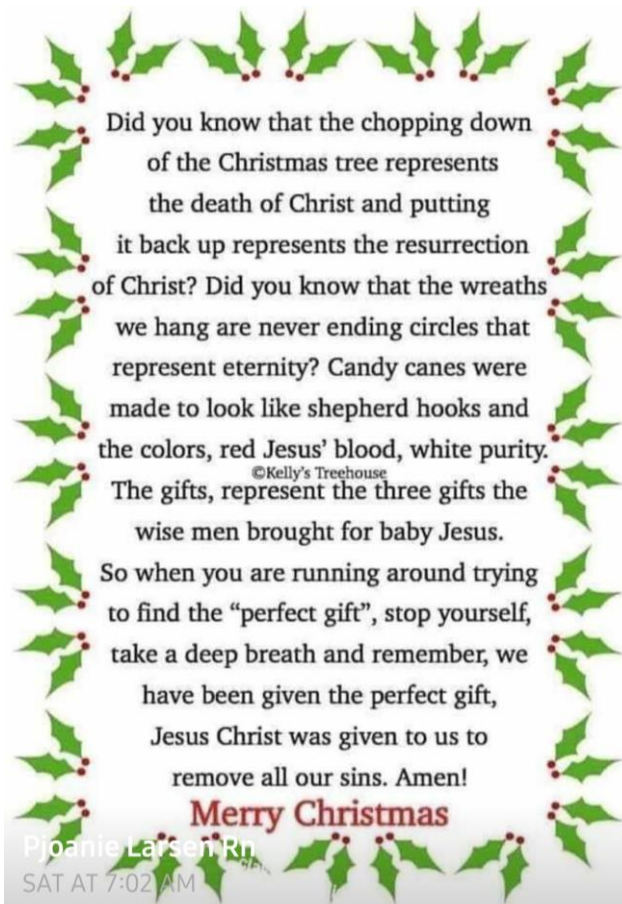 Did you know that the chopping down
of the Christmas tree represents
the death of Christ and putting
it back up represents the resurrection
of Christ? Did you know that the wreaths
we hang are never ending circles that
represent eternity? Candy canes were
made to look like shepherd hooks and
the colors, red Jesus' blood, white purity.
©Kelly's Treehouse
The gifts, represent the three gifts the
wise men brought for baby Jesus.
So when you are running around trying
to find the “perfect gift”, stop yourself,
take a deep breath and remember, we
have been given the perfect gift,
Jesus Christ was given to us to
remove all our sins. Amen!
Merry Christmas
Pjoanie Larsen Rn
SAT AT 7:02 AM